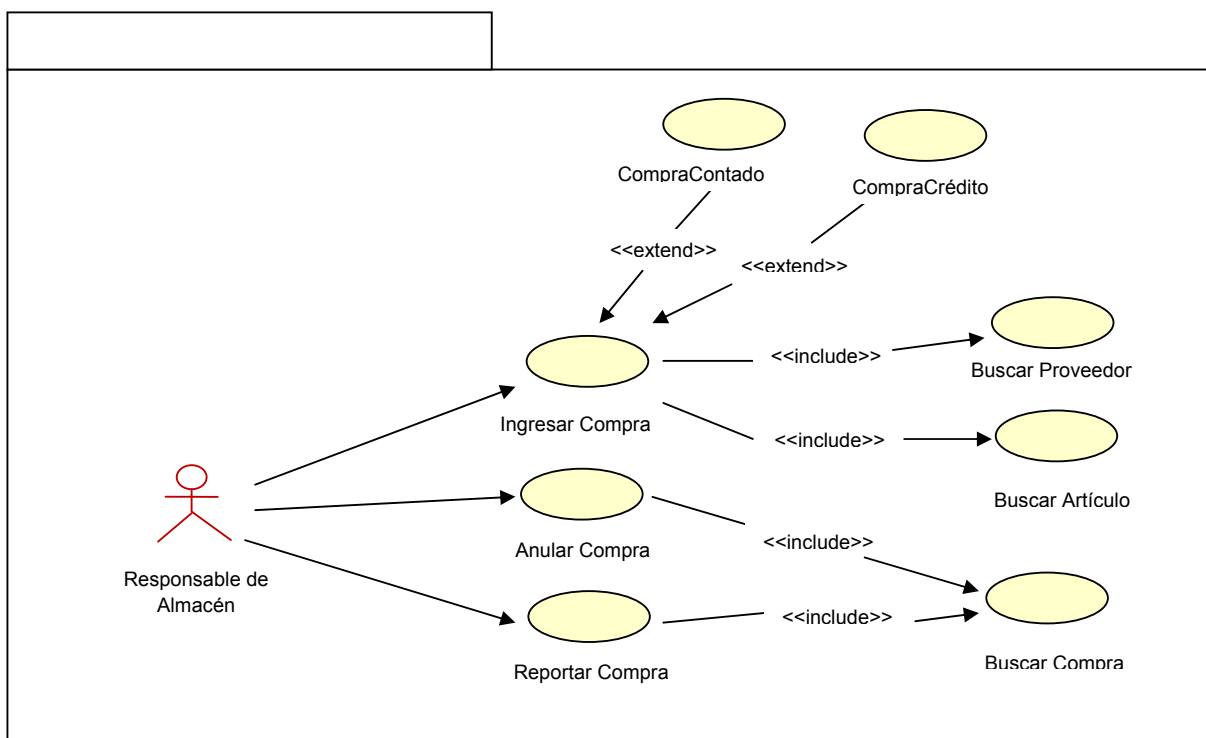 CompraContado
CompraCrédito
<<extend>>
<<extend>>
<<include>>
Buscar Proveedor
Ingresar Compra
<<include>>
Buscar Artículo
Anular Compra
<<include>>
Responsable de
Almacén
<<include>>
Reportar Compra
Buscar Compra